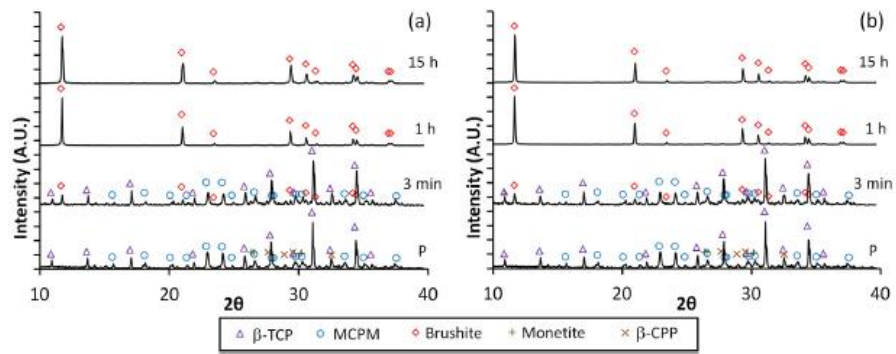 (a)
15 h
1 h
3 min
P
Intensity (A.U.)
10 20 30 40
2θ
(b)
15 h
1 h
3 min
P
Intensity (A.U.)
10 20 30 40
2θ
β-TCP MCPM Brushite Monetite β-CPP